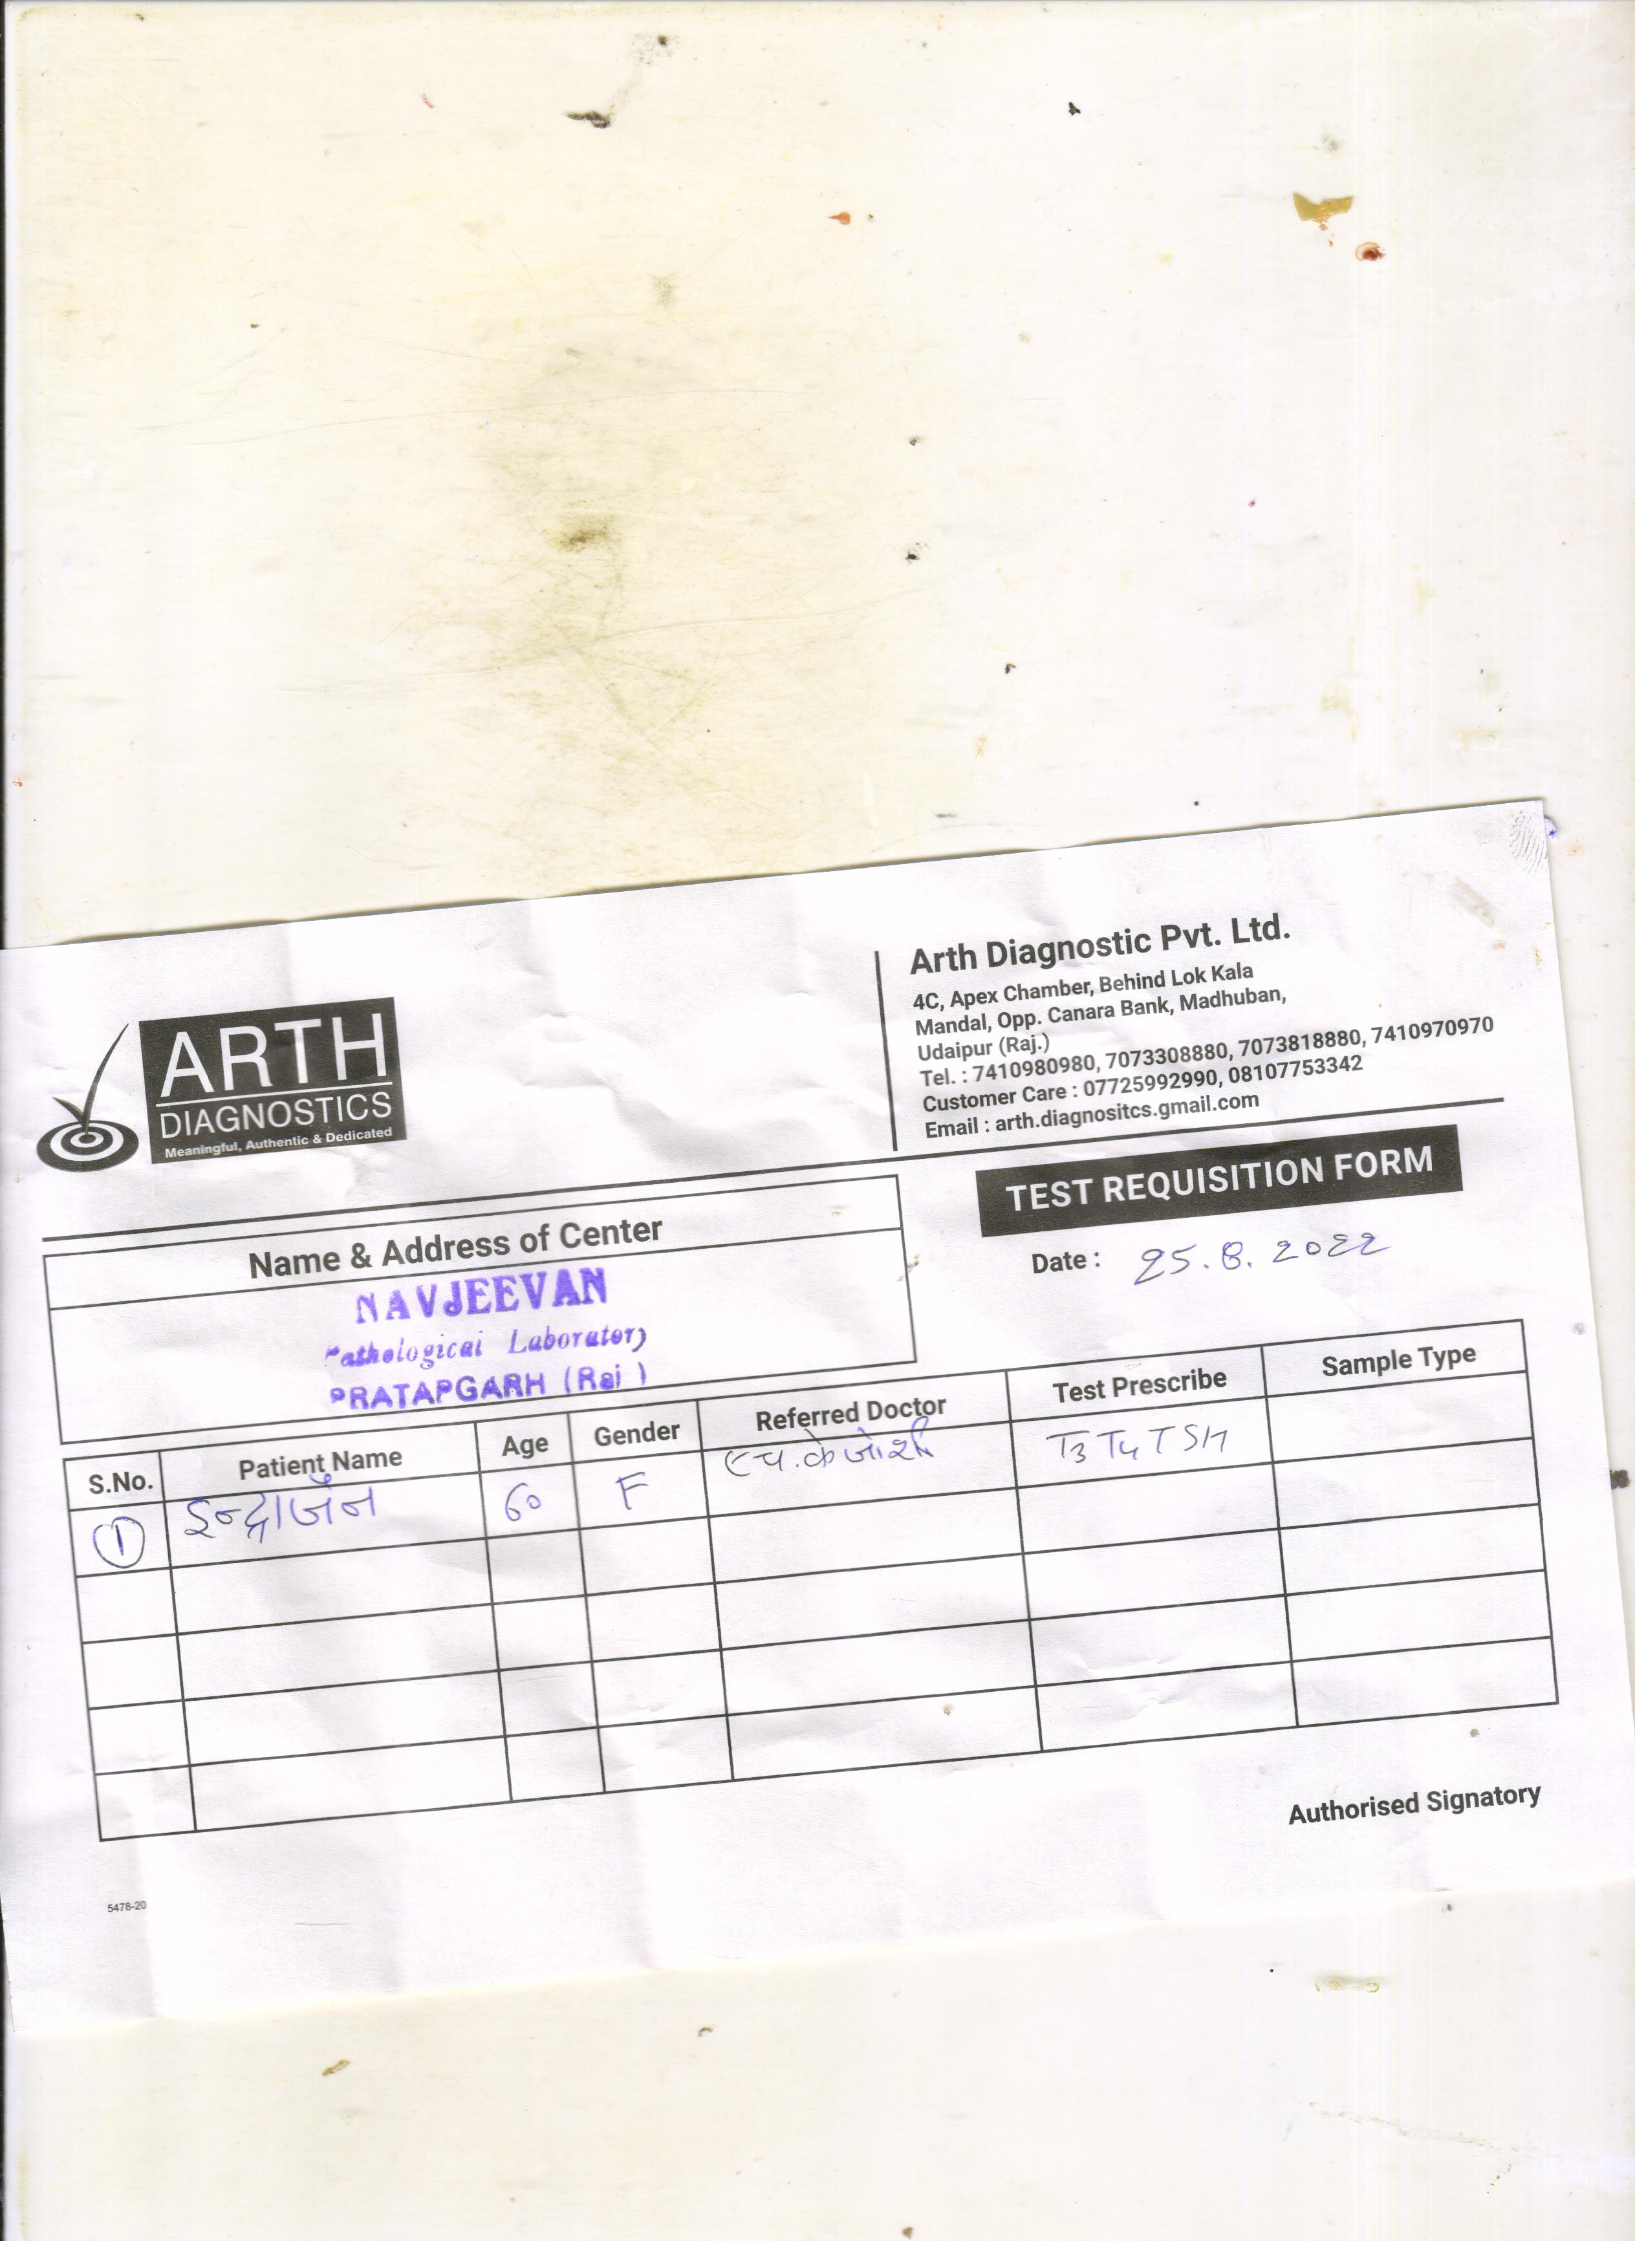 ARTH
DIAGNOSTICS
Meaningful, Authentic & Dedicated
Arth Diagnostic Pvt. Ltd.
4C, Apex Chamber, Behind Lok Kala
Mandal, Opp. Canara Bank, Madhuban,
Udaipur (Raj.)
Tel. : 7410980980, 7073308880, 7073818880, 7410970970
Customer Care : 07725992990, 08107753342
Email : arth.diagnositcs.gmail.com
TEST REQUISITION FORM
Date : 25.8.2022
Name & Address of Center
NAVJEEVAN
Pathological Laboratory
PRATAPGARH (Raj )
S.No. Patient Name Age Gender Referred Doctor Test Prescribe Sample Type
1 इन्द्रा जैन 60 F एच.के जोशी T3 T4 TSH
Authorised Signatory
5478-20